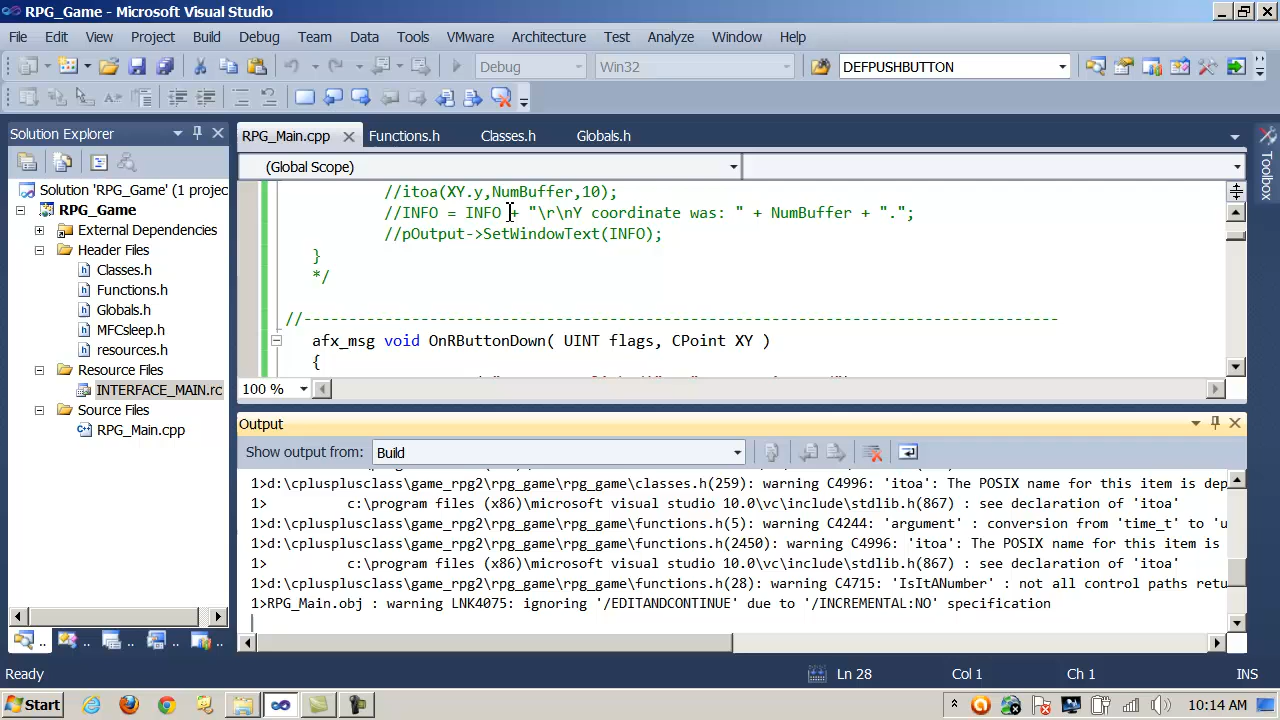 RPG_Game - Microsoft Visual Studio
File Edit View Project Build Debug Team Data Tools VMware Architecture Test Analyze Window Help
Debug Win32 DEFPUSHBUTTON
Solution Explorer
RPG_Main.cpp Functions.h Classes.h Globals.h
Toolbox
(Global Scope)
Solution 'RPG_Game' (1 projec
RPG_Game
External Dependencies
Header Files
Classes.h
Functions.h
Globals.h
MFCsleep.h
resources.h
Resource Files
INTERFACE_MAIN.rc
Source Files
RPG_Main.cpp
//itoa(XY.y,NumBuffer,10);
//INFO = INFO + "\r\nY coordinate was: " + NumBuffer + ".";
//pOutput->SetWindowText(INFO);
}
*/
//------------------------------------------------------------------------------------
afx_msg void OnRButtonDown( UINT flags, CPoint XY )
{
100 %
Output
Show output from: Build
1>d:\cplusplusclass\game_rpg2\rpg_game\classes.h(259): warning C4996: 'itoa': The POSIX name for this item is dep
1> c:\program files (x86)\microsoft visual studio 10.0\vc\include\stdlib.h(867) : see declaration of 'itoa'
1>d:\cplusplusclass\game_rpg2\rpg_game\functions.h(5): warning C4244: 'argument' : conversion from 'time_t' to 'u
1>d:\cplusplusclass\game_rpg2\rpg_game\functions.h(2450): warning C4996: 'itoa': The POSIX name for this item is
1> c:\program files (x86)\microsoft visual studio 10.0\vc\include\stdlib.h(867) : see declaration of 'itoa'
1>d:\cplusplusclass\game_rpg2\rpg_game\functions.h(28): warning C4715: 'IsItANumber' : not all control paths retu
1>RPG_Main.obj : warning LNK4075: ignoring '/EDITANDCONTINUE' due to '/INCREMENTAL:NO' specification
Ready Ln 28 Col 1 Ch 1 INS
Start 10:14 AM